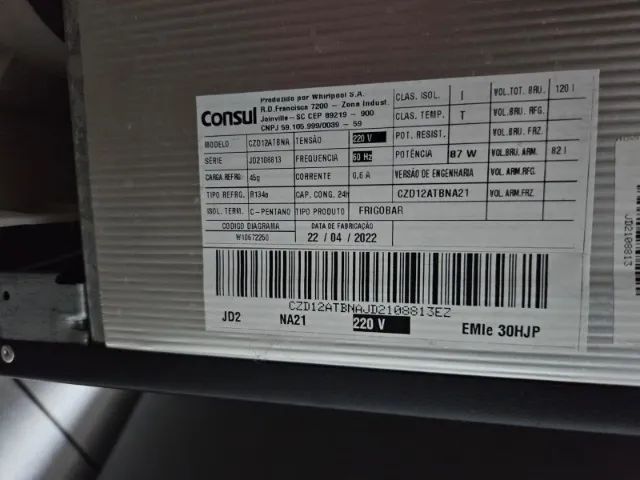 Consul
Produzido por Whirlpool S.A.
R.D.Francisca 7200 - Zona Indust.
Joinville - SC CEP 89219 - 900
CNPJ 59.105.999/0039 - 59
CLAS. ISOL. I VOL.TOT. BRU. 120 l
CLAS. TEMP. T VOL.BRU. RFG.
MODELO CZD12ATBNA TENSÃO 220 V POT. RESIST. VOL.BRU. FRZ.
SÉRIE JD2108813 FREQUENCIA 60 Hz POTÊNCIA 87 W VOL.BRU. ARM. 82 l
CARGA REFRG. 45g CORRENTE 0,6 A VERSÃO DE ENGENHARIA VOL. ARM.RFG.
TIPO REFRG. R134a CAP. CONG. 24h CZD12ATBNA21 VOL. ARM.FRZ.
ISOL. TERM. C-PENTANO TIPO PRODUTO FRIGOBAR
CODIGO DIAGRAMA DATA DE FABRICAÇÃO
W10672250 22 / 04 / 2022
CZD12ATBNAJD2108813EZ
JD2 NA21 220 V EMIe 30HJP
JD2108813